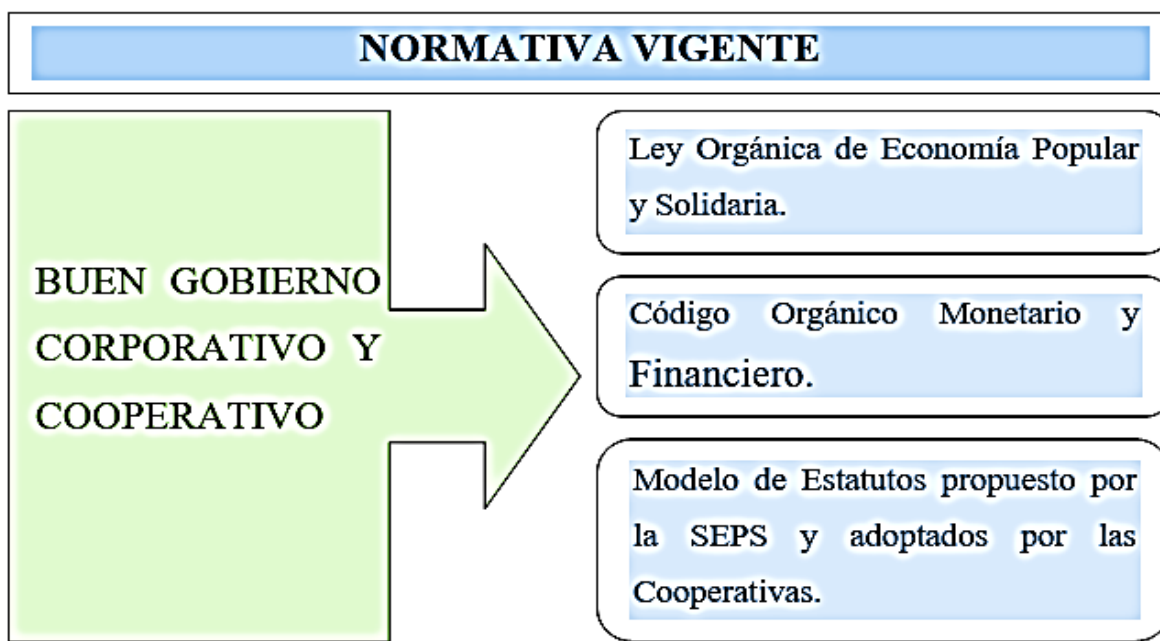 NORMATIVA VIGENTE
BUEN GOBIERNO
CORPORATIVO Y
COOPERATIVO
Ley Orgánica de Economía Popular
y Solidaria.
Código Orgánico Monetario y
Financiero.
Modelo de Estatutos propuesto por
la SEPS y adoptados por las
Cooperativas.